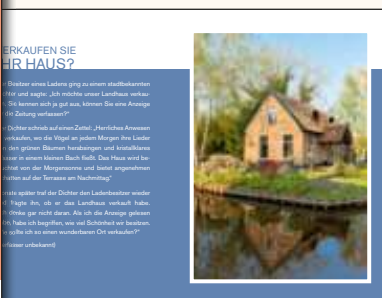 ERKAUFEN SIE
HR HAUS?
Besitzer eines Ladens ging zu einem stadtbekannten
chter und sagte: „Ich möchte unser Landhaus verkau-
Sie kennen sich ja gut aus, können Sie eine Anzeige
die Zeitung verfassen?“
Dichter schrieb auf einen Zettel: „Herrliches Anwesen
verkaufen, wo die Vögel an jedem Morgen ihre Lieder
den grünen Bäumen herabsingen und kristallklares
asser in einem kleinen Bach fließt. Das Haus wird be-
uchtet von der Morgensonne und bietet angenehmen
chatten auf der Terrasse am Nachmittag“
nate später traf der Dichter den Ladenbesitzer wieder
fragte ihn, ob er das Landhaus verkauft habe.
denke gar nicht daran. Als ich die Anzeige gelesen
habe ich begriffen, wie viel Schönheit wir besitzen.
sollte ich so einen wunderbaren Ort verkaufen?“
erfasser unbekannt)